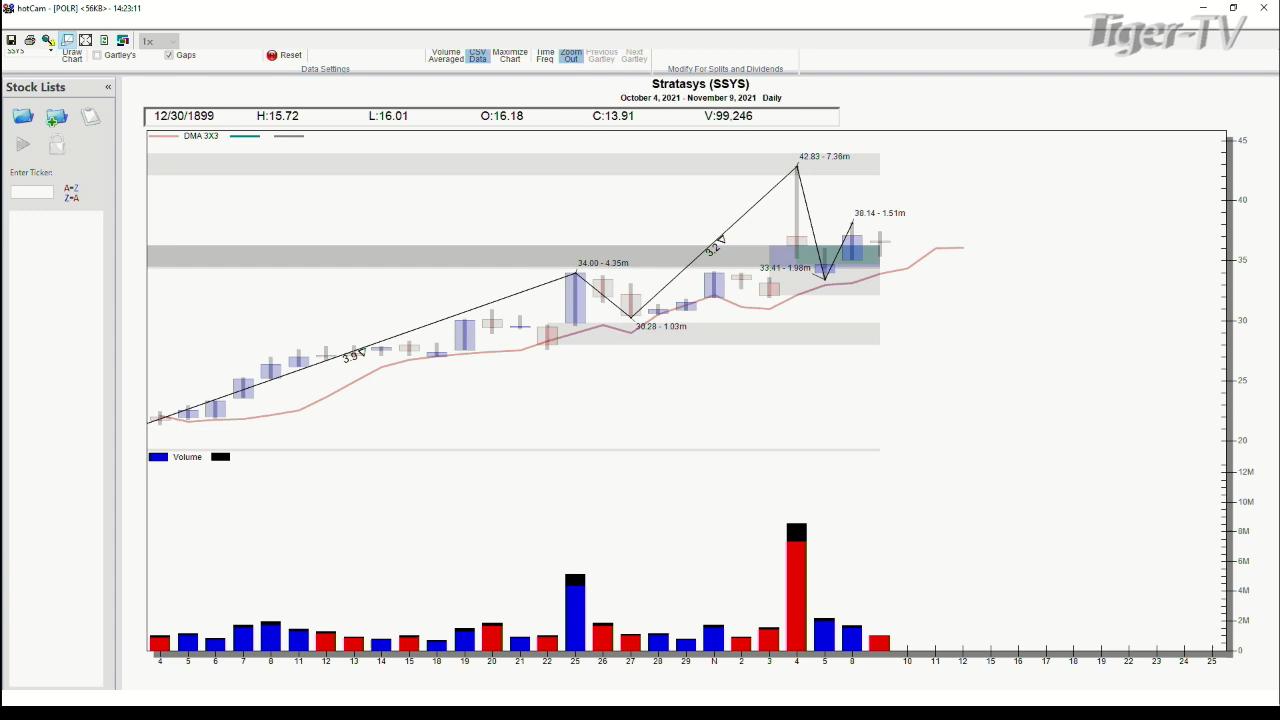 hotCam - [POLR] <56KB> - 14:23:11
Tiger-TV
1x
SSYS
Draw
Chart
Gartley's
Gaps
Reset
Volume
Averaged
CSV
Data
Maximize
Chart
Time
Freq
Zoom
Out
Previous
Gartley
Next
Gartley
Data Settings
Modify For Splits and Dividends
Stock Lists
«
Stratasys (SSYS)
October 4, 2021 - November 9, 2021 Daily
12/30/1899 H:15.72 L:16.01 O:16.18 C:13.91 V:99,246
DMA 3X3
Enter Ticker:
A=Z
Z=A
42.83 - 7.36m
38.14 - 1.51m
34.00 - 4.35m
33.41 - 1.98m
30.28 - 1.03m
3.2
3.9
45
40
35
30
25
20
Volume
12M
10M
8M
6M
4M
2M
0
4 5 6 7 8 11 12 13 14 15 18 19 20 21 22 25 26 27 28 29 N 2 3 4 5 8 9 10 11 12 15 16 17 18 19 22 23 24 25